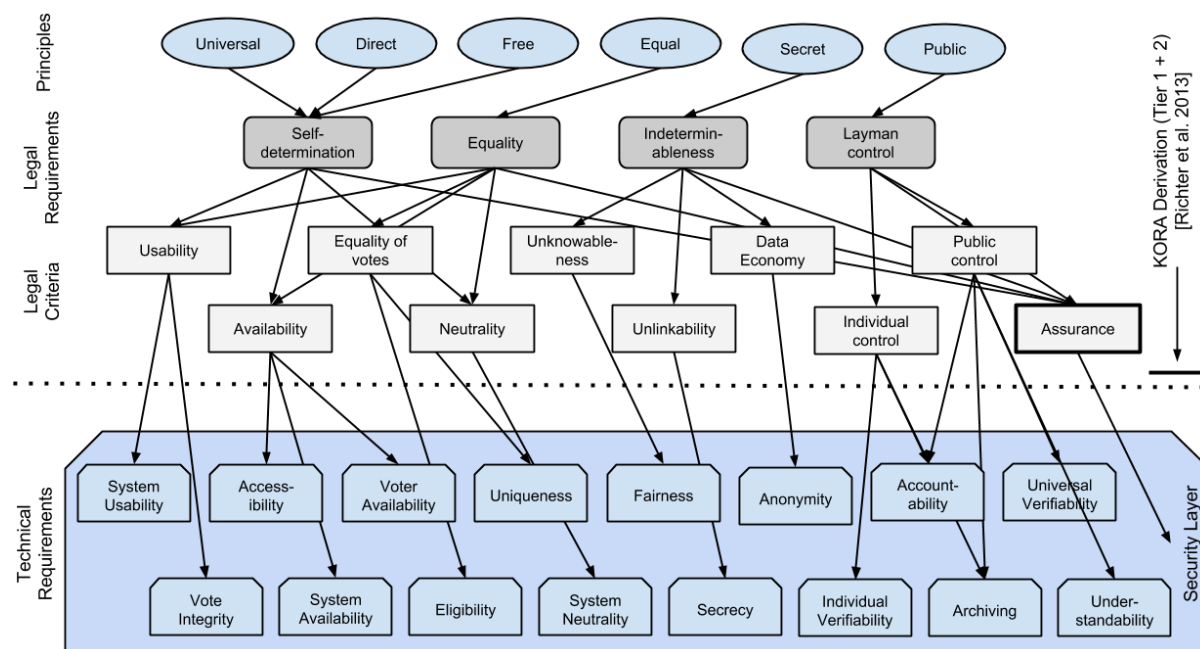 Principles
Universal
Direct
Free
Equal
Secret
Public
KORA Derivation (Tier 1 + 2)
[Richter et al. 2013]
Legal
Requirements
Self-
determination
Equality
Indetermin-
ableness
Layman
control
Legal
Criteria
Usability
Equality of
votes
Unknowable-
ness
Data
Economy
Public
control
Availability
Neutrality
Unlinkability
Individual
control
Assurance
Technical
Requirements
System
Usability
Access-
ibility
Voter
Availability
Uniqueness
Fairness
Anonymity
Account-
ability
Universal
Verifiability
Security Layer
Vote
Integrity
System
Availability
Eligibility
System
Neutrality
Secrecy
Individual
Verifiability
Archiving
Under-
standability